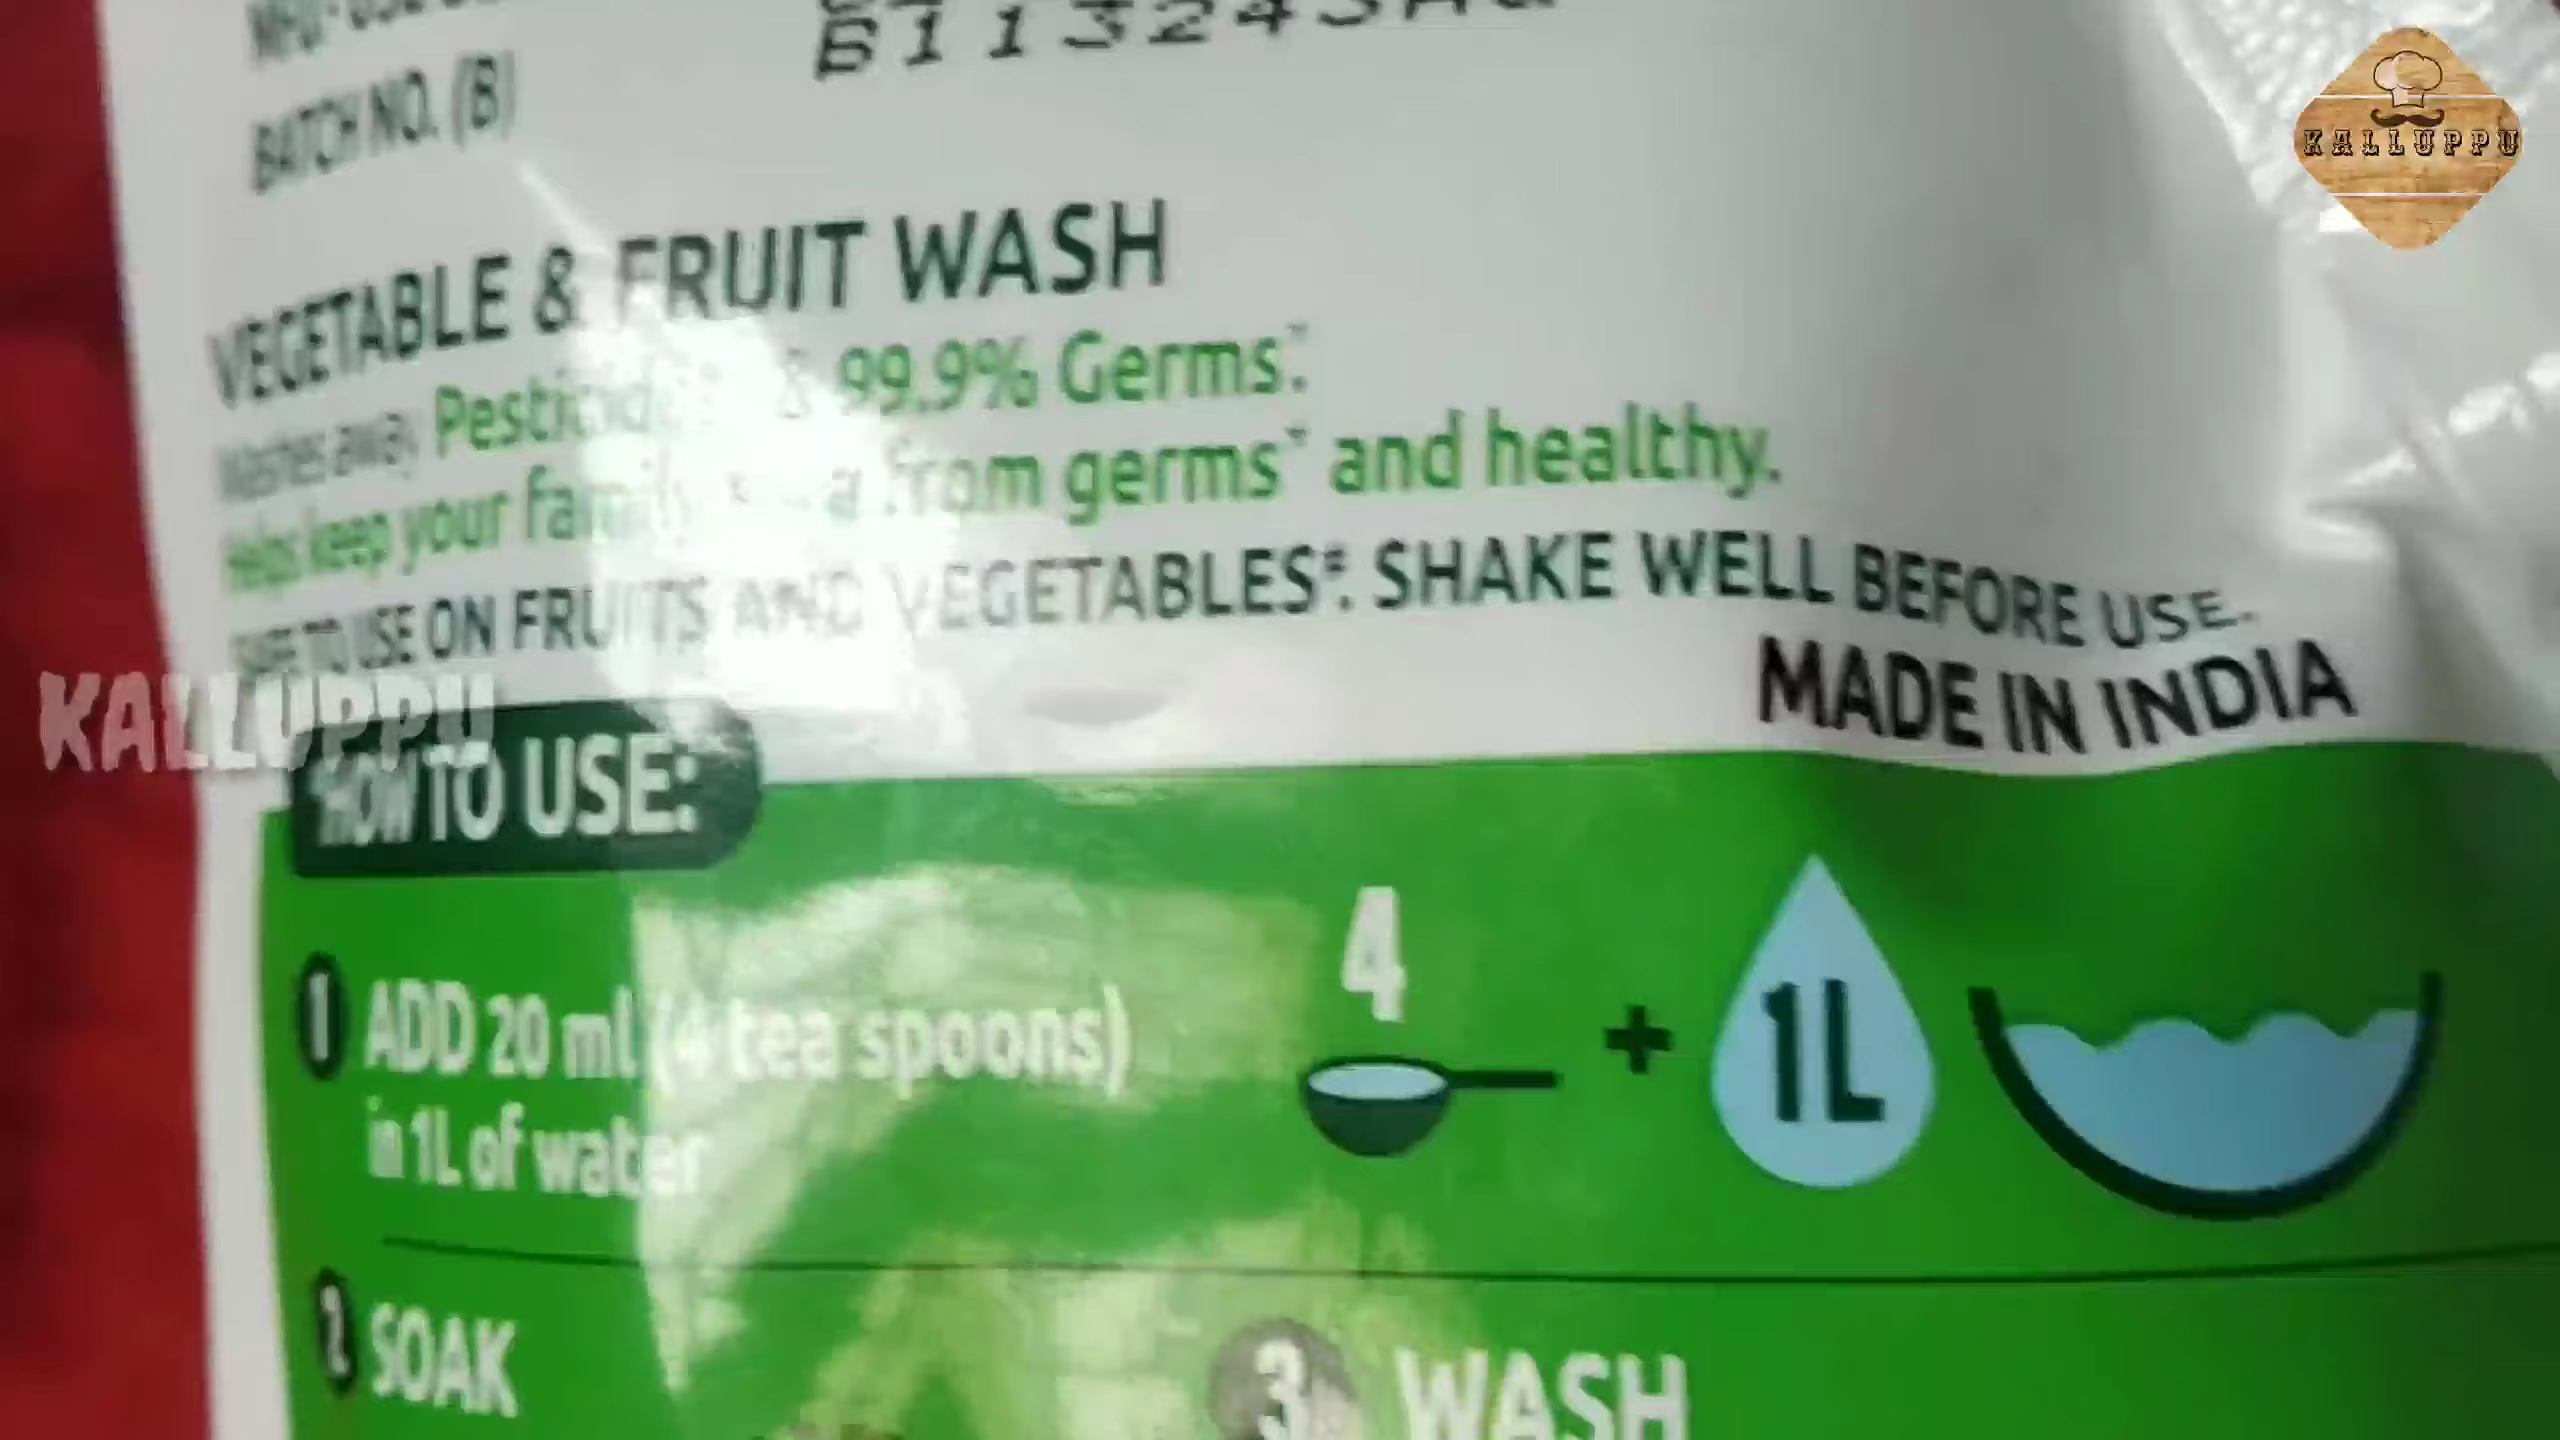 B113243
BATCH NO. (B)
KALLUPPU
VEGETABLE & FRUIT WASH
Washes away Pesticides & 99.9% Germs*.
Helps keep your family from germs* and healthy.
SAFE TO USE ON FRUITS AND VEGETABLES#. SHAKE WELL BEFORE USE.
MADE IN INDIA
KALLUPPU
HOW TO USE:
1 ADD 20 ml (4 tea spoons)
in 1L of water
4 + 1L
2 SOAK
3 WASH